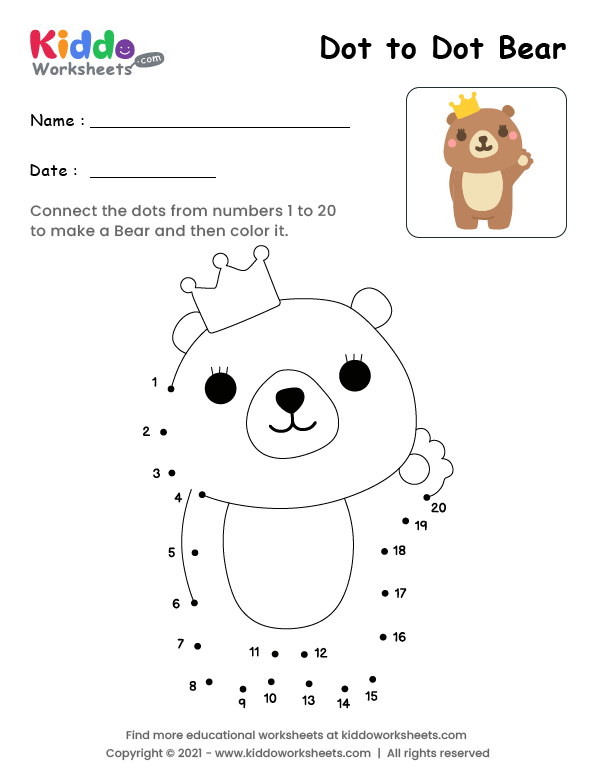 Kiddo
Worksheets.com
Dot to Dot Bear
Name :
Date :
Connect the dots from numbers 1 to 20
to make a Bear and then color it.
1
2
3
4
20
19
5
18
6
17
7
16
11
12
8
9
10
13
14
15
Find more educational worksheets at kiddoworksheets.com
Copyright © 2021 - www.kiddoworksheets.com | All rights reserved